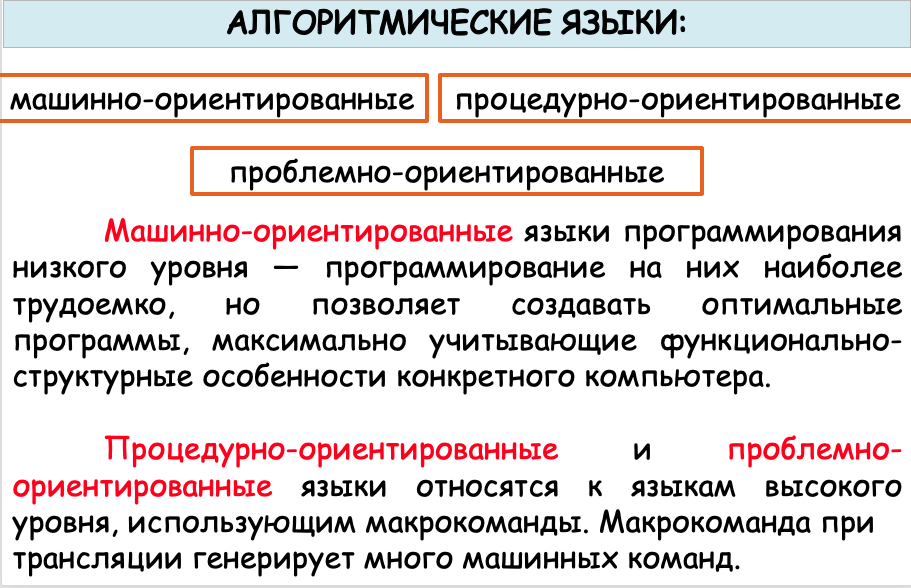 АЛГОРИТМИЧЕСКИЕ ЯЗЫКИ:
машинно-ориентированные
процедурно-ориентированные
проблемно-ориентированные
Машинно-ориентированные языки программирования
низкого уровня — программирование на них наиболее
трудоемко, но позволяет создавать оптимальные
программы, максимально учитывающие функционально-
структурные особенности конкретного компьютера.
Процедурно-ориентированные и проблемно-
ориентированные языки относятся к языкам высокого
уровня, использующим макрокоманды. Макрокоманда при
трансляции генерирует много машинных команд.